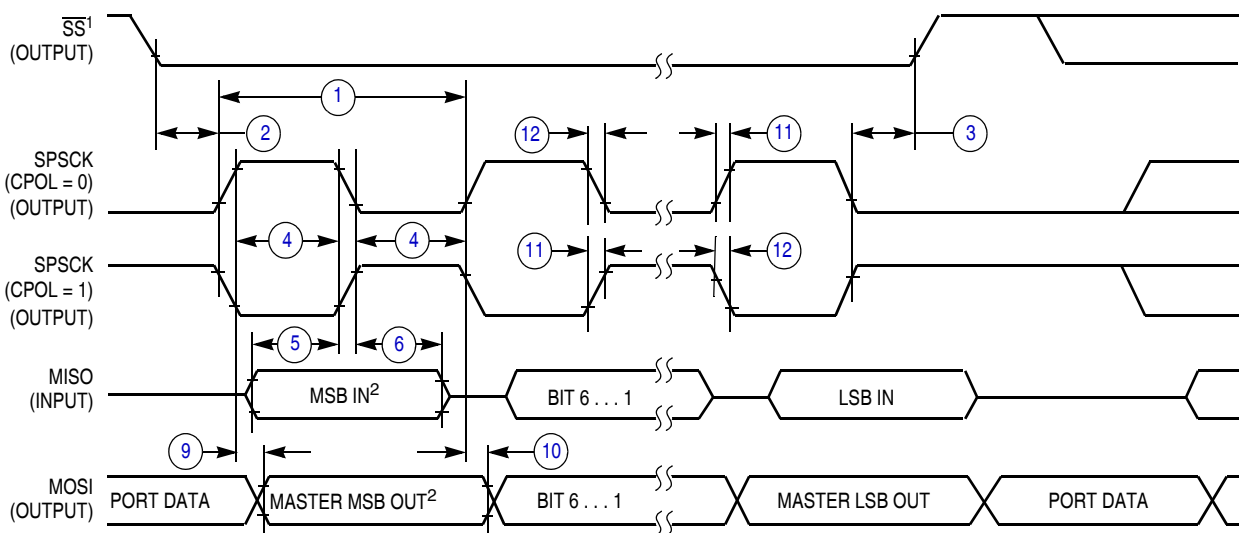 SS1
(OUTPUT)
1
2
12
11
3
SPSCK
(CPOL = 0)
(OUTPUT)
4
4
11
12
SPSCK
(CPOL = 1)
(OUTPUT)
5
6
MISO
(INPUT)
MSB IN2
BIT 6 . . . 1
LSB IN
9
10
MOSI
(OUTPUT)
PORT DATA
MASTER MSB OUT2
BIT 6 . . . 1
MASTER LSB OUT
PORT DATA